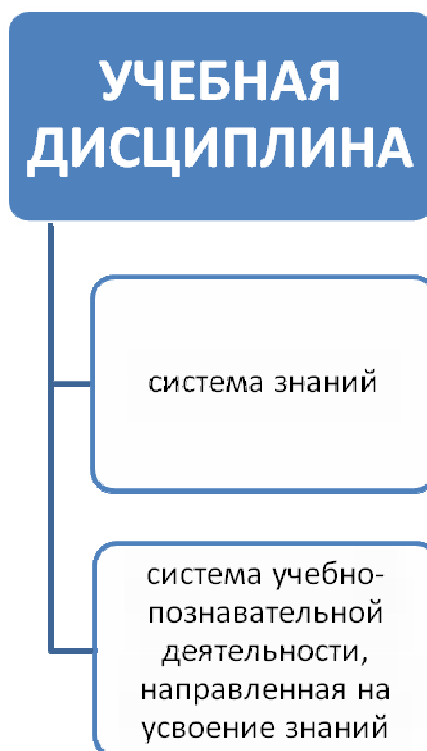 УЧЕБНАЯ
ДИСЦИПЛИНА
система знаний
система учебно-
познавательной
деятельности,
направленная на
усвоение знаний